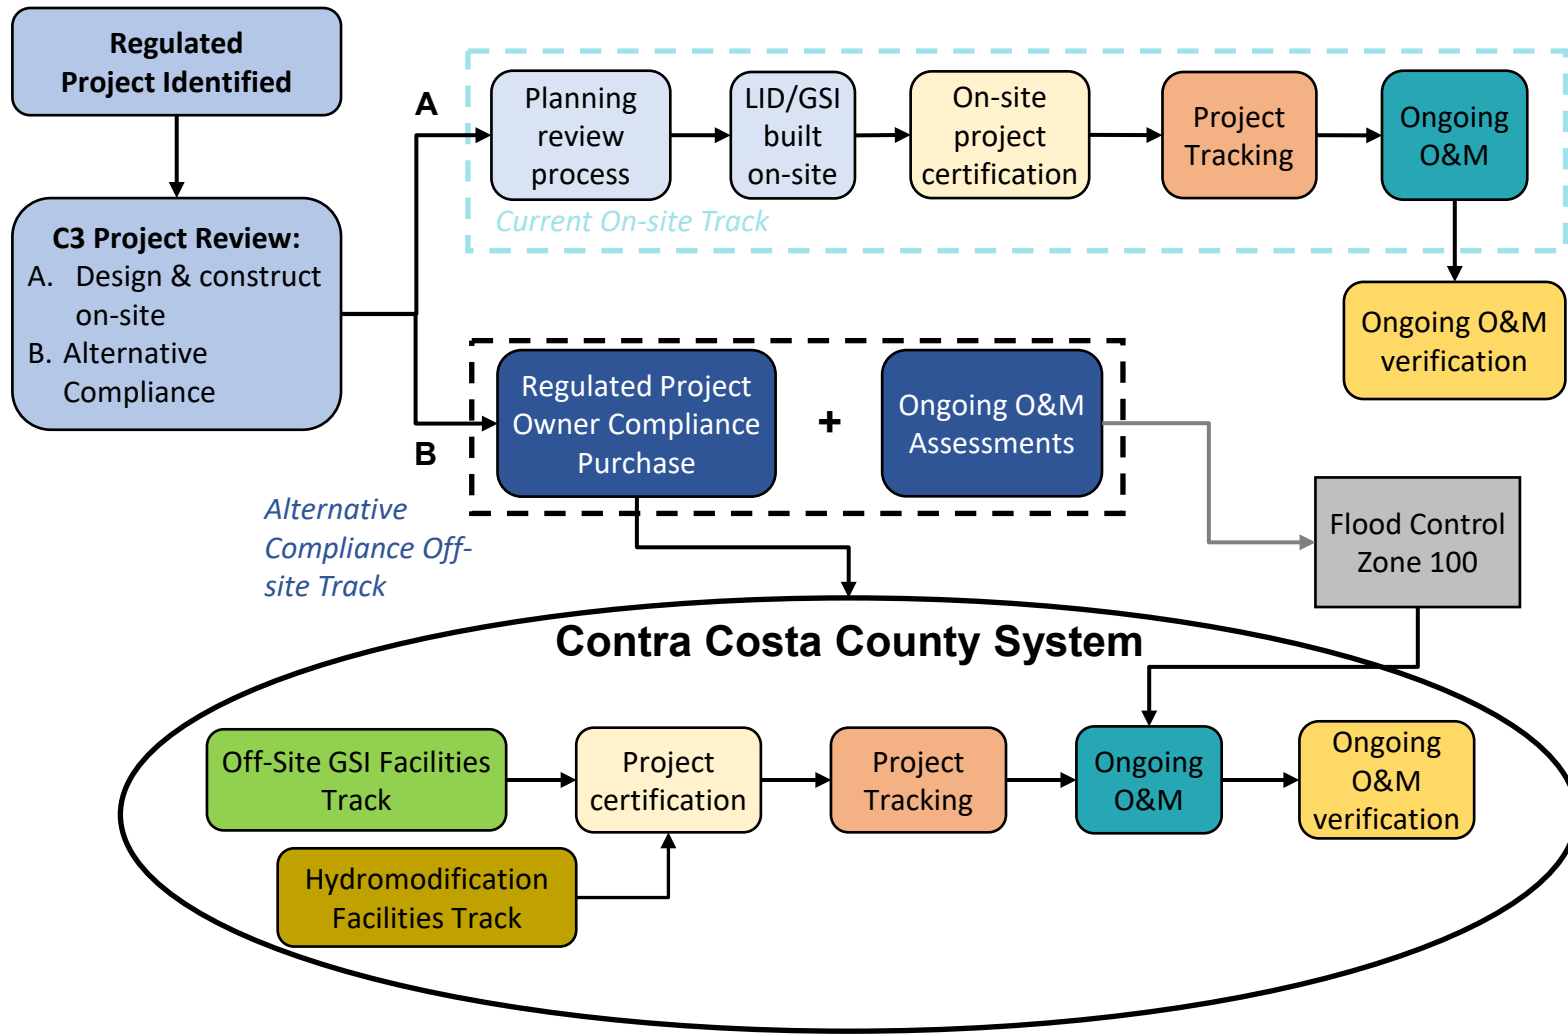 Regulated
Project Identified
C3 Project Review:
A. Design & construct
on-site
B. Alternative
Compliance
A
Planning
review
process
LID/GSI
built
on-site
On-site
project
certification
Project
Tracking
Ongoing
O&M
Current On-site Track
Ongoing O&M
verification
B
Regulated Project
Owner Compliance
Purchase
+
Ongoing O&M
Assessments
Alternative
Compliance Off-
site Track
Flood Control
Zone 100
Contra Costa County System
Off-Site GSI Facilities
Track
Project
certification
Project
Tracking
Ongoing
O&M
Ongoing
O&M
verification
Hydromodification
Facilities Track